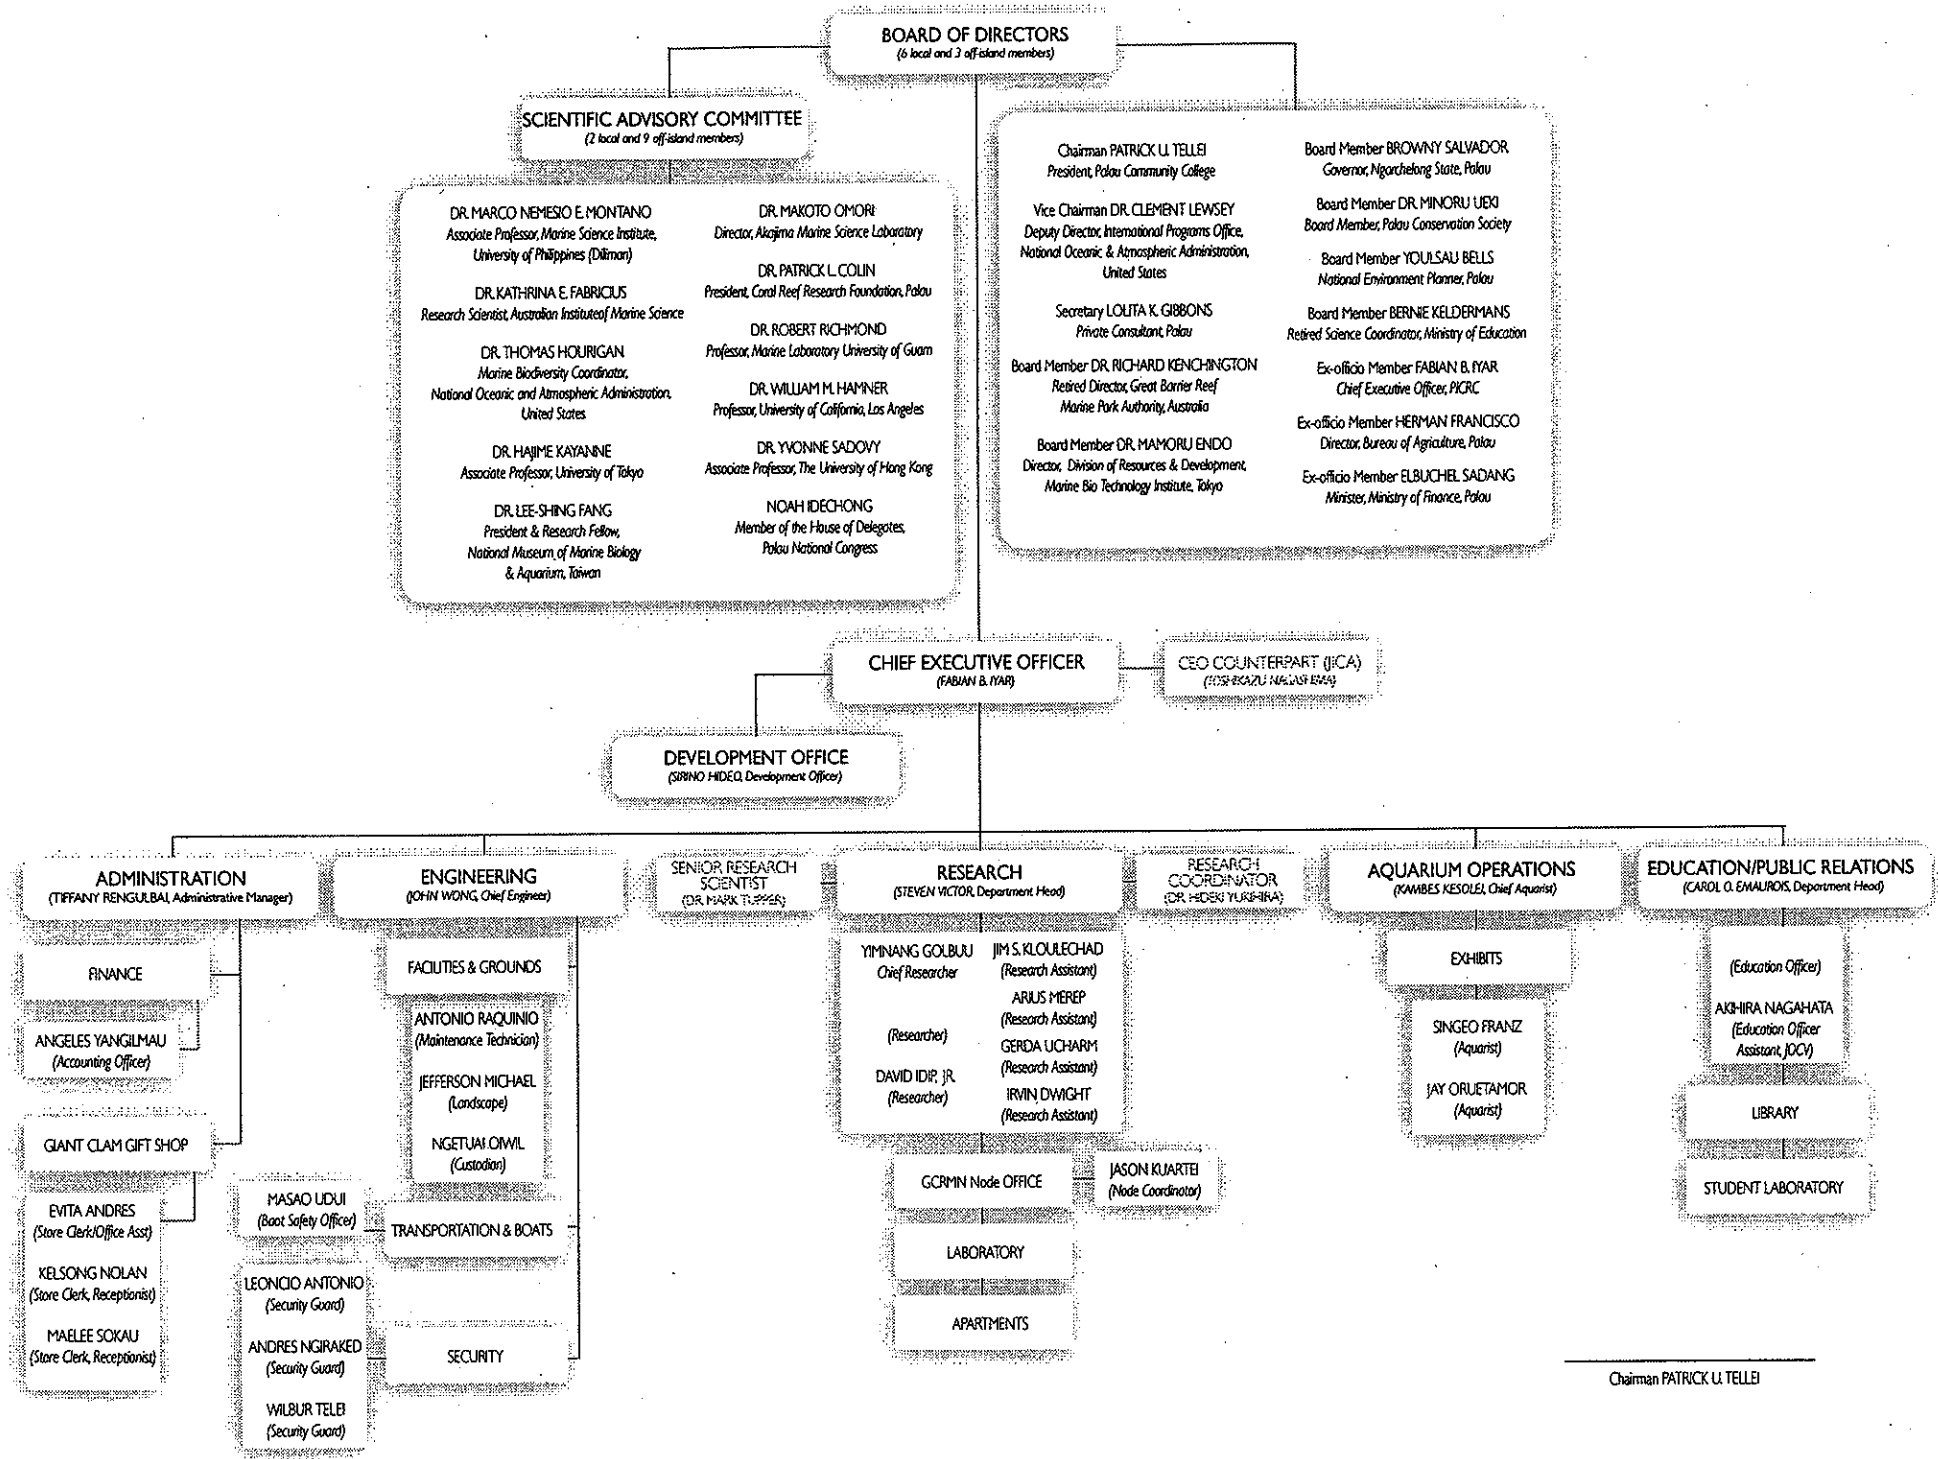 BOARD OF DIRECTORS
(6 local and 3 off-island members)
SCIENTIFIC ADVISORY COMMITTEE
(2 local and 9 off-island members)
DR. MARCO NEMESIO E. MONTANO
Associate Professor, Marine Science Institute,
University of Philippines (Diliman)
DR. KATHRINA E. FABRICIUS
Research Scientist, Australian Instituteof Marine Science
DR. THOMAS HOURIGAN
Marine Biodiversity Coordinator,
National Oceanic and Atmospheric Administration,
United States
DR. HAJIME KAYANNE
Associate Professor, University of Tokyo
DR. LEE-SHING FANG
President & Research Fellow,
National Museum of Marine Biology
& Aquarium, Taiwan
DR. MAKOTO OMORI
Director, Akajima Marine Science Laboratory
DR. PATRICK L. COLIN
President, Coral Reef Research Foundation, Palau
DR. ROBERT RICHMOND
Professor, Marine Laboratory University of Guam
DR. WILLIAM M. HAMNER
Professor, University of California, Los Angeles
DR. YVONNE SADOVY
Associate Professor, The University of Hong Kong
NOAH IDECHONG
Member of the House of Delegates,
Palau National Congress
Chairman PATRICK U. TELLEI
President, Palau Community College
Vice Chairman DR. CLEMENT LEWSEY
Deputy Director, International Programs Office,
National Oceanic & Atmospheric Administration,
United States
Secretary LOLITA K. GIBBONS
Private Consultant, Palau
Board Member DR. RICHARD KENCHINGTON
Retired Director, Great Barrier Reef
Marine Park Authority, Australia
Board Member DR. MAMORU ENDO
Director, Division of Resources & Development,
Marine Bio Technology Institute, Tokyo
Board Member BROWNY SALVADOR
Governor, Ngarchelong State, Palau
Board Member DR. MINORU UEKI
Board Member, Palau Conservation Society
Board Member YOULSAU BELLS
National Environment Planner, Palau
Board Member BERNIE KELDERMANS
Retired Science Coordinator, Ministry of Education
Ex-officio Member FABIAN B. IYAR
Chief Executive Officer, PICRC
Ex-officio Member HERMAN FRANCISCO
Director, Bureau of Agriculture, Palau
Ex-officio Member ELBUCHEL SADANG
Minister, Ministry of Finance, Palau
CHIEF EXECUTIVE OFFICER
(FABIAN B. IYAR)
CEO COUNTERPART (JICA)
(TOSHIKAZU NAGASHIMA)
DEVELOPMENT OFFICE
(SIRINO HIDEO, Development Officer)
ADMINISTRATION
(TIFFANY RENGULBAI, Administrative Manager)
FINANCE
ANGELES YANGILMAU
(Accounting Officer)
GIANT CLAM GIFT SHOP
EVITA ANDRES
(Store Clerk/Office Asst)
KELSONG NOLAN
(Store Clerk, Receptionist)
MAELEE SOKAU
(Store Clerk, Receptionist)
ENGINEERING
(JOHN WONG, Chief Engineer)
FACILITIES & GROUNDS
ANTONIO RAQUINIO
(Maintenance Technician)
JEFFERSON MICHAEL
(Landscape)
NGETUAI OIWIL
(Custodian)
MASAO UDUI
(Boat Safety Officer)
TRANSPORTATION & BOATS
LEONCIO ANTONIO
(Security Guard)
ANDRES NGIRAKED
(Security Guard)
WILBUR TELEI
(Security Guard)
SECURITY
SENIOR RESEARCH
SCIENTIST
(DR. MARK TUPPER)
RESEARCH
(STEVEN VICTOR, Department Head)
RESEARCH
COORDINATOR
(DR. HIDEKI YUKIHIRA)
YIMNANG GOLBUU
Chief Researcher
(Researcher)
DAVID IDIP, JR.
(Researcher)
JIM S. KLOULECHAD
(Research Assistant)
ARIUS MEREP
(Research Assistant)
GERDA UCHARM
(Research Assistant)
IRVIN DWIGHT
(Research Assistant)
GCRMN Node OFFICE
JASON KUARTEI
(Node Coordinator)
LABORATORY
APARTMENTS
AQUARIUM OPERATIONS
(KAMBES KESOLEI, Chief Aquarist)
EXHIBITS
SINGEO FRANZ
(Aquarist)
JAY ORUETAMOR
(Aquarist)
EDUCATION/PUBLIC RELATIONS
(CAROL O. EMAUROIS, Department Head)
(Education Officer)
AKIHIRA NAGAHATA
(Education Officer
Assistant, JOCV)
LIBRARY
STUDENT LABORATORY
Chairman PATRICK U. TELLEI